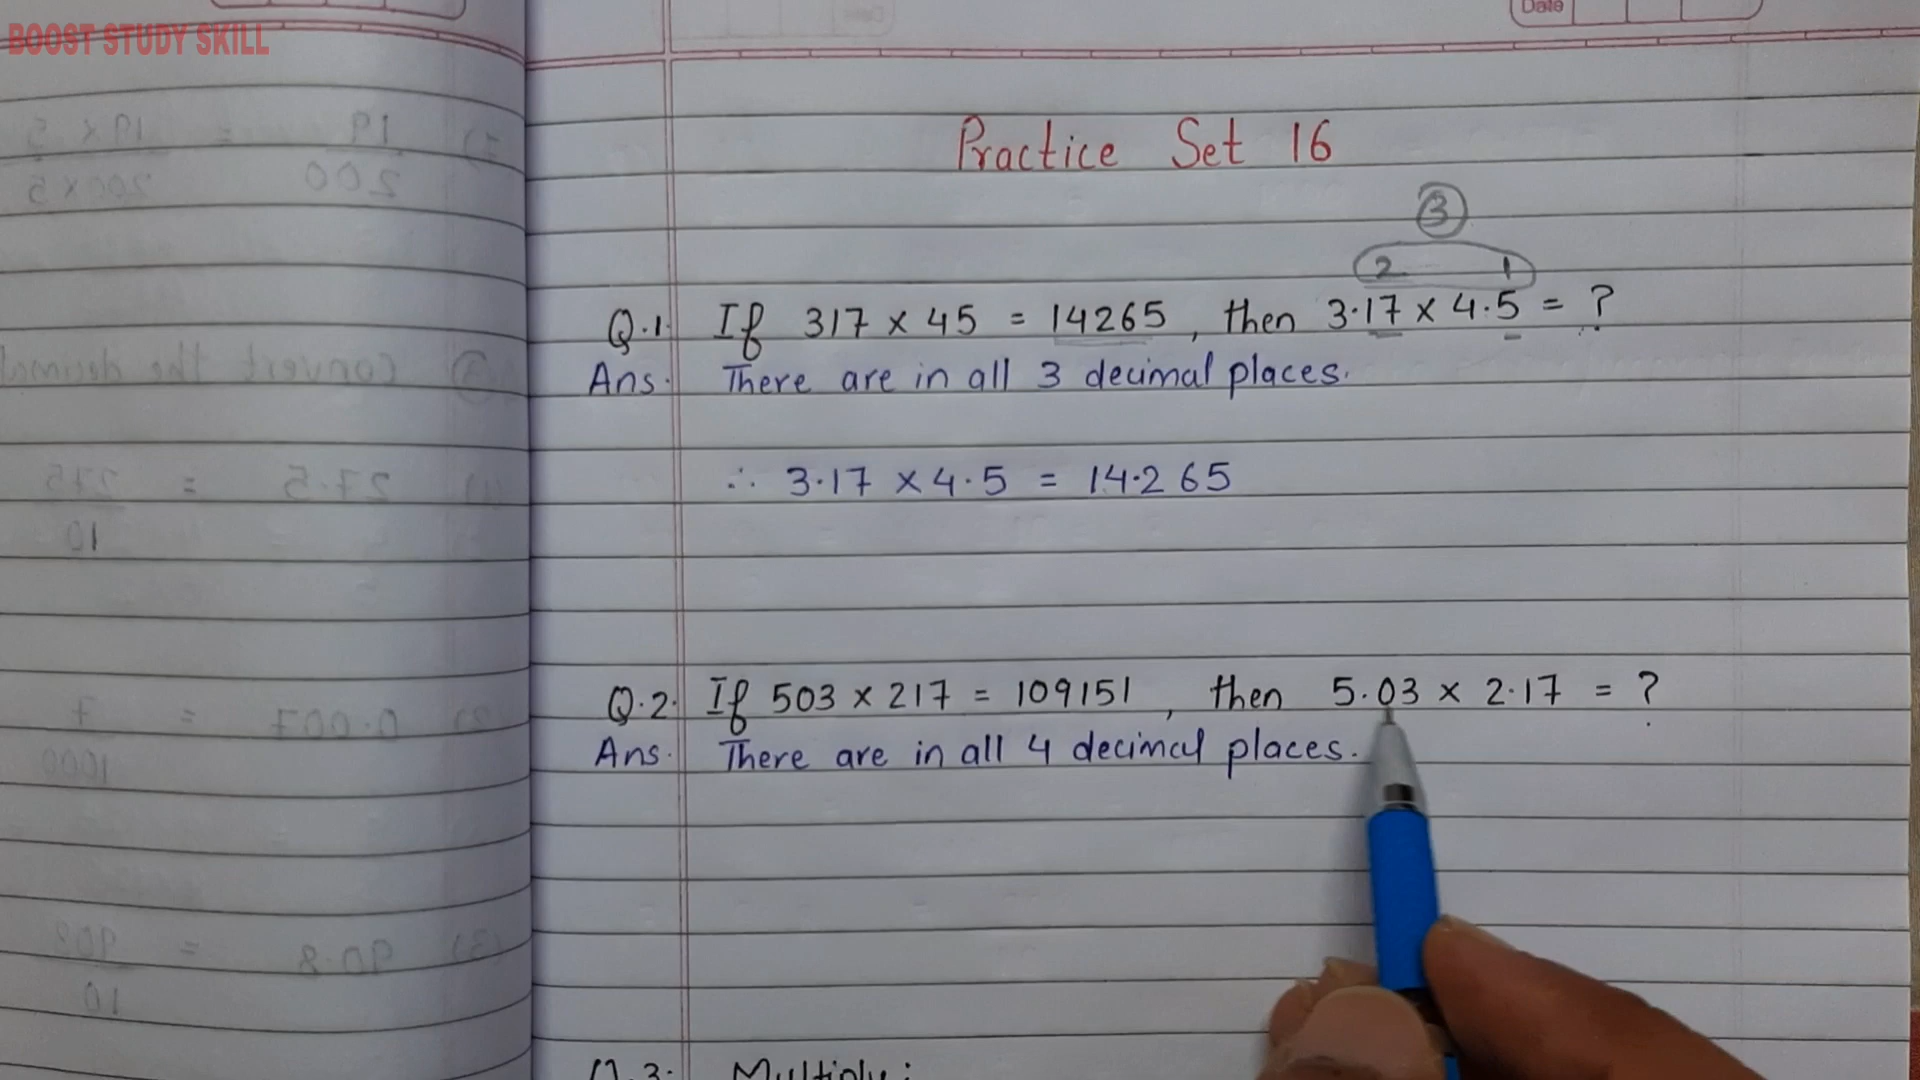 BOOST STUDY SKILL
Date
Practice Set 16
3
2 1
Q.1. If 317 × 45 = 14265, then 3.17 × 4.5 = ?
Ans. There are in all 3 decimal places.
∴ 3.17 × 4.5 = 14.265
Q.2. If 503 × 217 = 109151, then 5.03 × 2.17 = ?
Ans. There are in all 4 decimal places.
Q.3. Multiply: